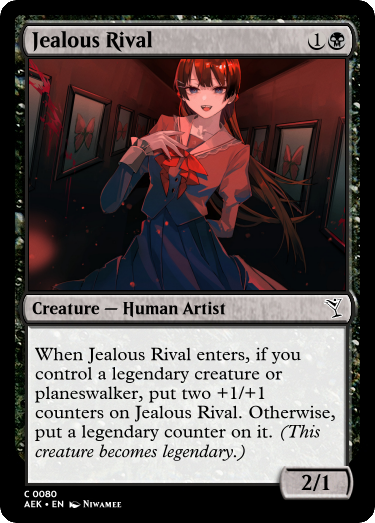 Jealous Rival 1
Creature — Human Artist
When Jealous Rival enters, if you
control a legendary creature or
planeswalker, put two +1/+1
counters on Jealous Rival. Otherwise,
put a legendary counter on it. (This
creature becomes legendary.)
2/1
C 0080
AEK • EN Niwamee